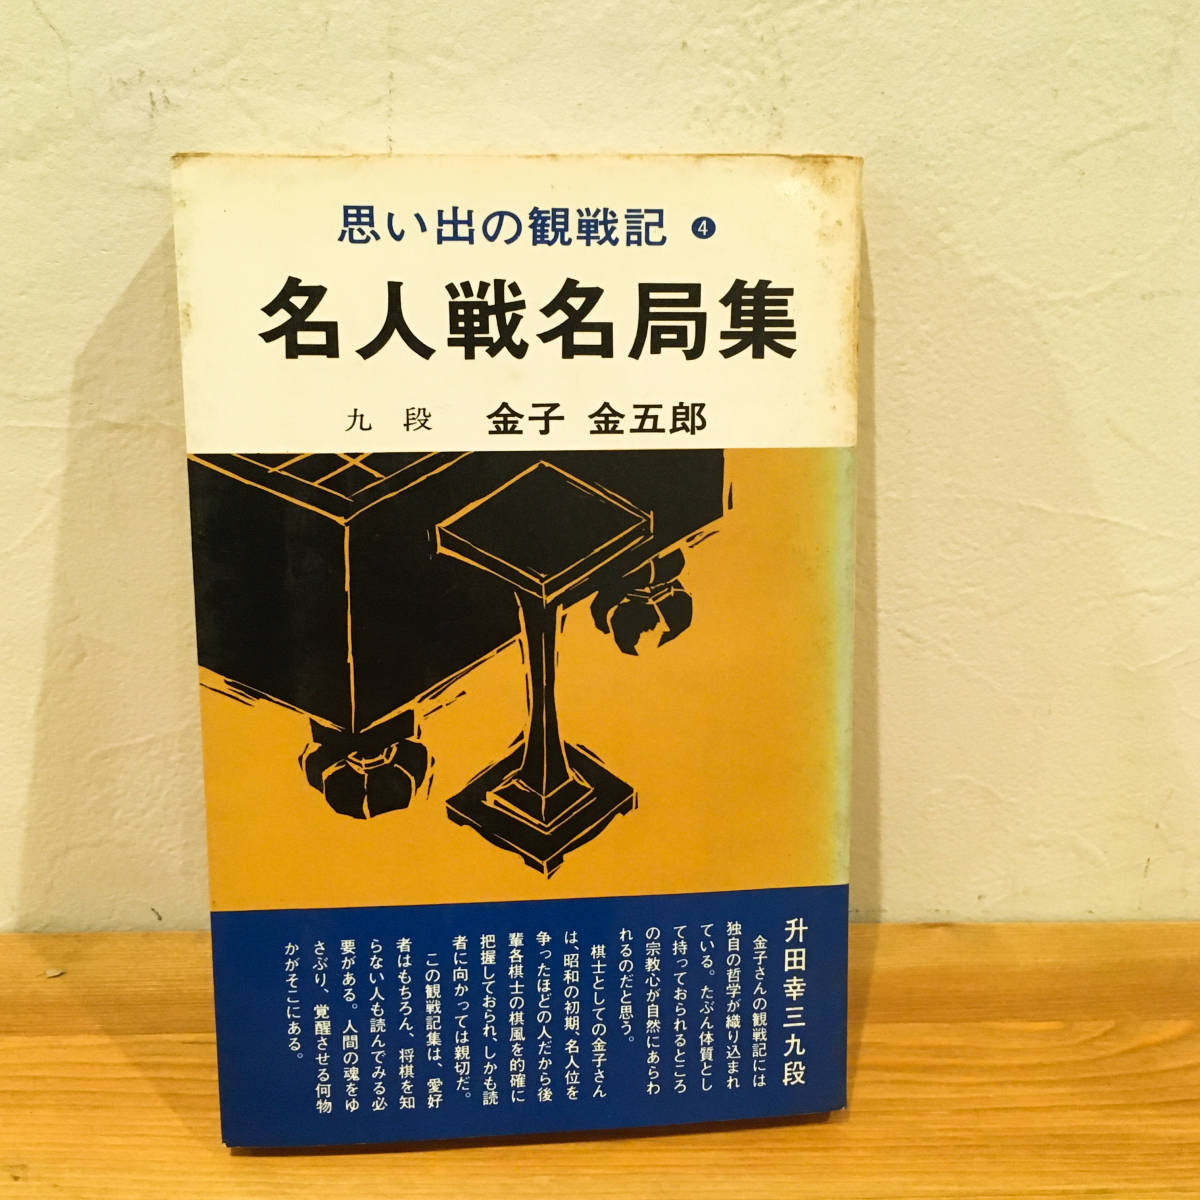 思い出の観戦記 ❹
名人戦名局集
九段 金子 金五郎
升田幸三九段
金子さんの観戦記には
独自の哲学が織り込まれ
ている。たぶん体質とし
て持っておられるところ
の宗教心が自然にあらわ
れるのだと思う。
棋士としての金子さん
は、昭和の初期、名人位を
争ったほどの人だから後
輩各棋士の棋風を的確に
把握しておられ、しかも読
者に向かっては親切だ。
この観戦記集は、愛好
者はもちろん、将棋を知
らない人も読んでみる必
要がある。人間の魂をゆ
さぶり、覚醒させる何物
かがそこにある。